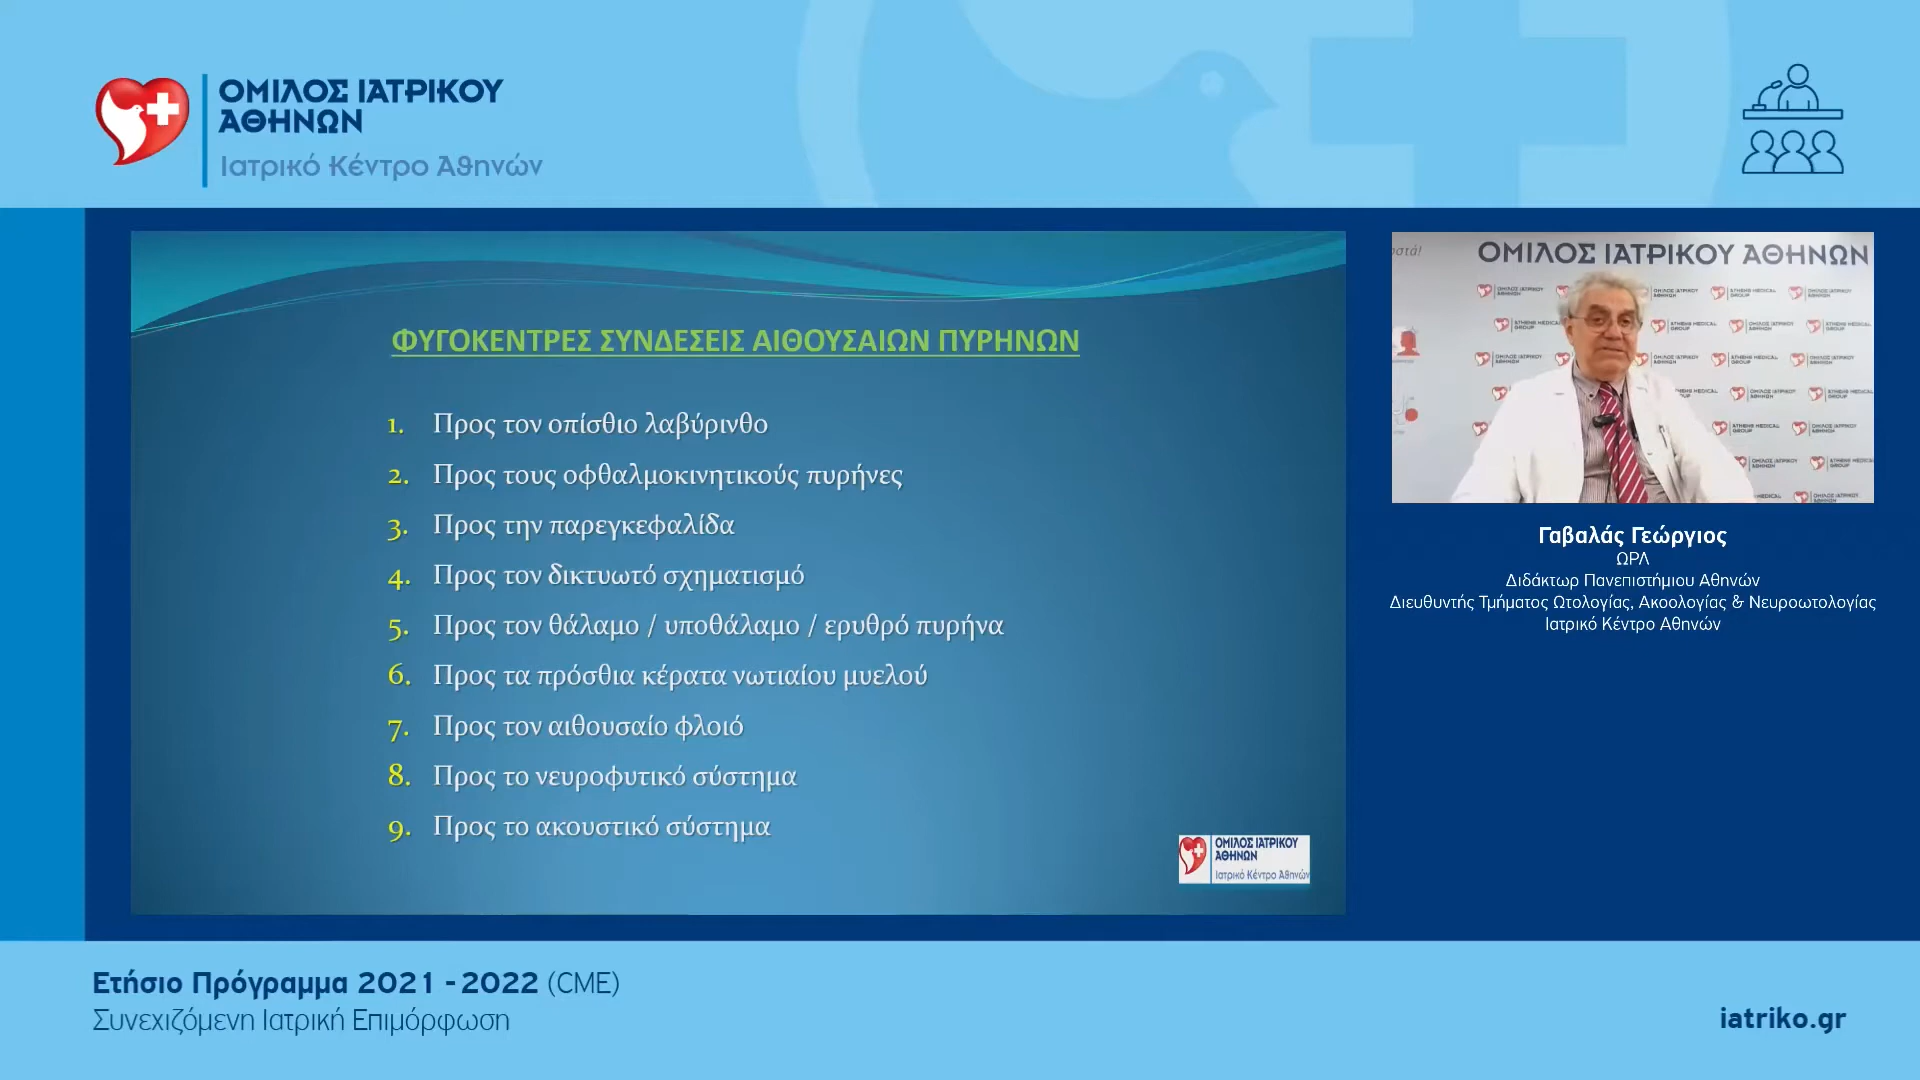 ΟΜΙΛΟΣ ΙΑΤΡΙΚΟΥ
ΑΘΗΝΩΝ
Ιατρικό Κέντρο Αθηνών
ΦΥΓΟΚΕΝΤΡΕΣ ΣΥΝΔΕΣΕΙΣ ΑΙΘΟΥΣΑΙΩΝ ΠΥΡΗΝΩΝ
1. Προς τον οπίσθιο λαβύρινθο
2. Προς τους οφθαλμοκινητικούς πυρήνες
3. Προς την παρεγκεφαλίδα
4. Προς τον δικτυωτό σχηματισμό
5. Προς τον θάλαμο / υποθάλαμο / ερυθρό πυρήνα
6. Προς τα πρόσθια κέρατα νωτιαίου μυελού
7. Προς τον αιθουσαίο φλοιό
8. Προς το νευροφυτικό σύστημα
9. Προς το ακουστικό σύστημα
ΟΜΙΛΟΣ ΙΑΤΡΙΚΟΥ
ΑΘΗΝΩΝ
Ιατρικό Κέντρο Αθηνών
ΟΜΙΛΟΣ ΙΑΤΡΙΚΟΥ ΑΘΗΝΩΝ
Γαβαλάς Γεώργιος
ΩΡΛ
Διδάκτωρ Πανεπιστήμιου Αθηνών
Διευθυντής Τμήματος Ωτολογίας, Ακοολογίας & Νευροωτολογίας
Ιατρικό Κέντρο Αθηνών
Ετήσιο Πρόγραμμα 2021 - 2022 (CME)
Συνεχιζόμενη Ιατρική Επιμόρφωση
iatriko.gr